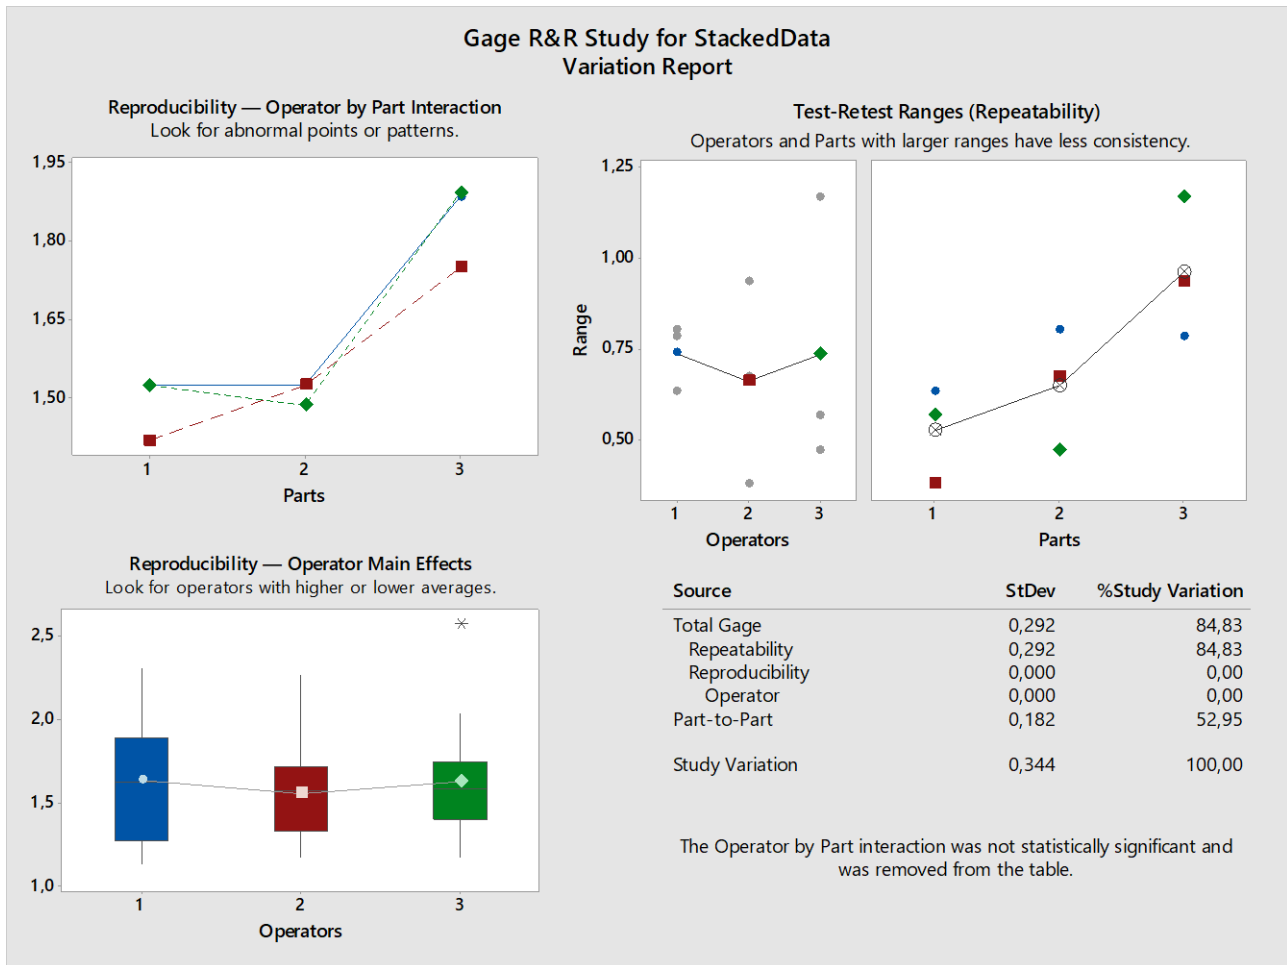 Gage R&R Study for StackedData
Variation Report
Reproducibility — Operator by Part Interaction
Look for abnormal points or patterns.
1,95
1,80
1,65
1,50
1 2 3
Parts
Test-Retest Ranges (Repeatability)
Operators and Parts with larger ranges have less consistency.
Range
1,25
1,00
0,75
0,50
1 2 3
Operators
1 2 3
Parts
Reproducibility — Operator Main Effects
Look for operators with higher or lower averages.
2,5
2,0
1,5
1,0
1 2 3
Operators
Source StDev %Study Variation
Total Gage 0,292 84,83
Repeatability 0,292 84,83
Reproducibility 0,000 0,00
Operator 0,000 0,00
Part-to-Part 0,182 52,95
Study Variation 0,344 100,00
The Operator by Part interaction was not statistically significant and
was removed from the table.